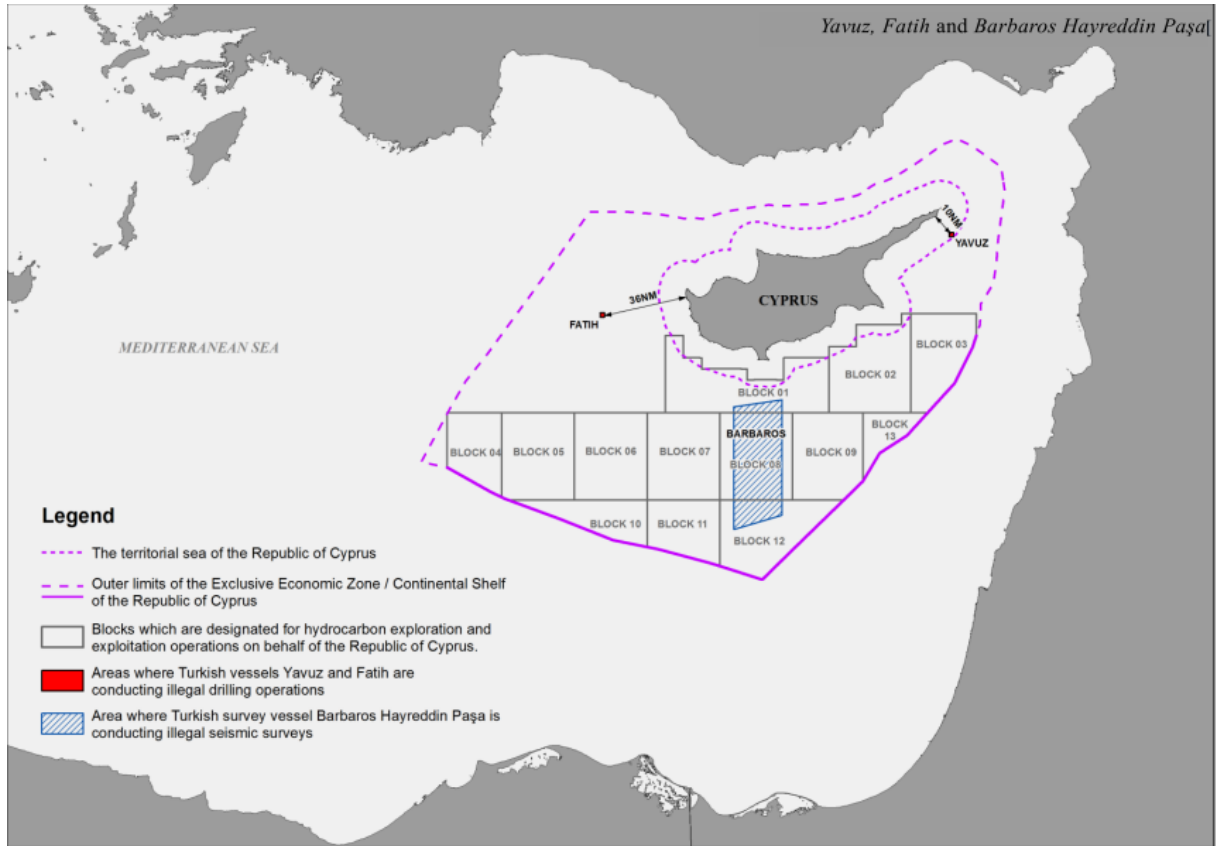 Yavuz, Fatih and Barbaros Hayreddin Paşa[
10NM
YAVUZ
36NM
CYPRUS
FATIH
MEDITERRANEAN SEA
BLOCK 03
BLOCK 02
BLOCK 01
BLOCK
13
BARBAROS
BLOCK 04
BLOCK 05
BLOCK 06
BLOCK 07
BLOCK 08
BLOCK 09
BLOCK 10
BLOCK 11
BLOCK 12
Legend
The territorial sea of the Republic of Cyprus
Outer limits of the Exclusive Economic Zone / Continental Shelf
of the Republic of Cyprus
Blocks which are designated for hydrocarbon exploration and
exploitation operations on behalf of the Republic of Cyprus.
Areas where Turkish vessels Yavuz and Fatih are
conducting illegal drilling operations
Area where Turkish survey vessel Barbaros Hayreddin Paşa is
conducting illegal seismic surveys